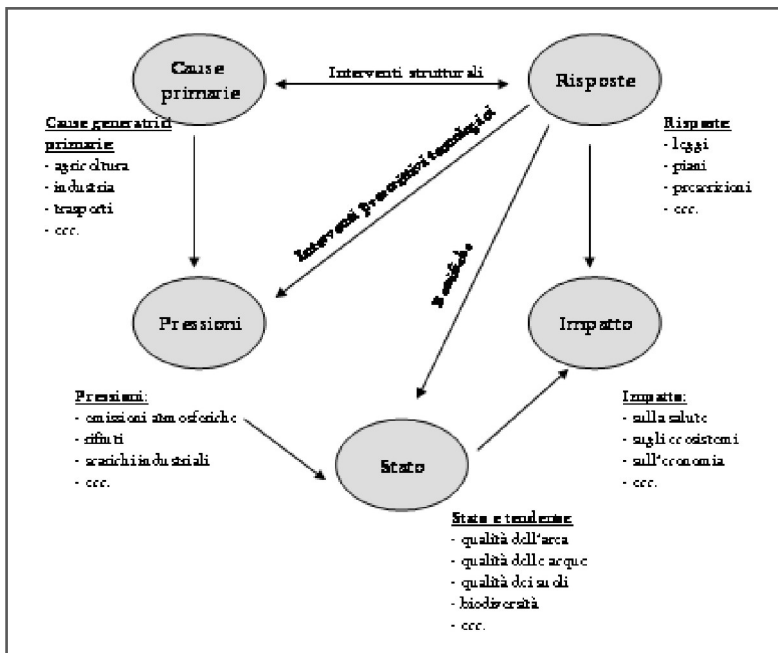 Cause
primarie
Interventi strutturali
Risposte
Cause generatrici
primarie:
- agricoltura
- industria
- trasporti
- ecc.
Interventi prescrittivi tecnologici
Bonifiche
Risposte:
- leggi
- piani
- prescrizioni
- ecc.
Pressioni
Impatto
Pressioni:
- emissioni atmosferiche
- rifiuti
- scarichi industriali
- ecc.
Stato
Impatto:
- sulla salute
- sugli ecosistemi
- sull'economia
- ecc.
Stato e tendenze
- qualità dell'area
- qualità delle acque
- qualità dei suoli
- biodiversità
- ecc.